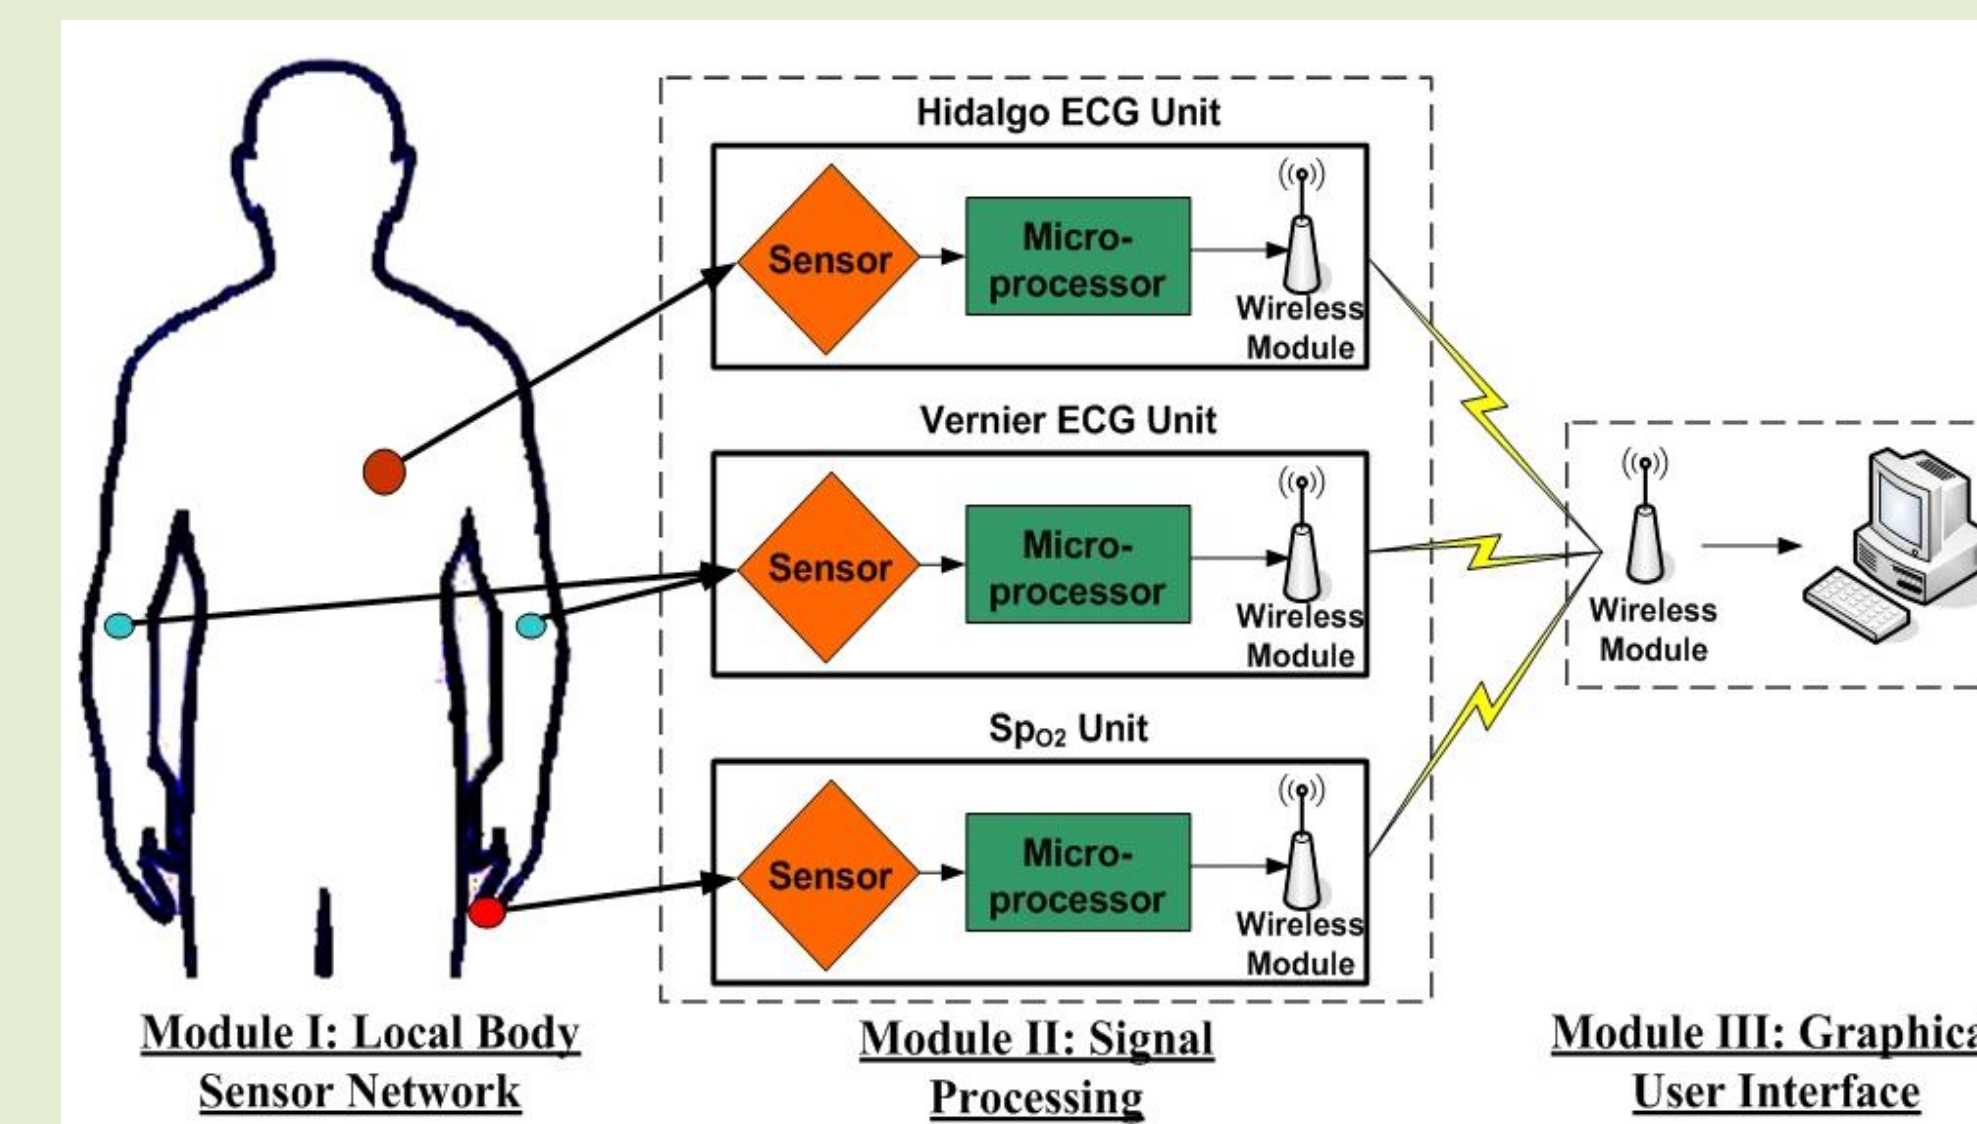 Hidalgo ECG Unit
Sensor
Micro-
processor
Wireless
Module
Vernier ECG Unit
Sensor
Micro-
processor
Wireless
Module
SpO2 Unit
Sensor
Micro-
processor
Wireless
Module
Wireless
Module
Module I: Local Body
Sensor Network
Module II: Signal
Processing
Module III: Graphica
User Interface